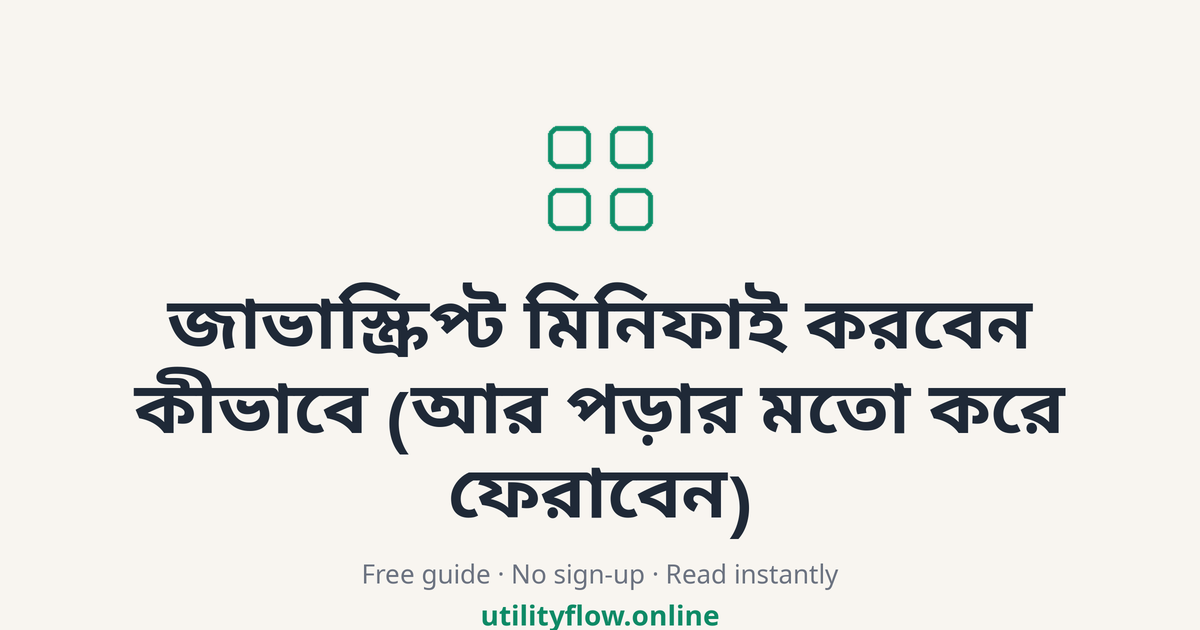 জাভাস্ক্রিপ্ট মিনিফাই করবেন
কীভাবে (আর পড়ার মতো করে
ফেরাবেন)
Free guide · No sign-up · Read instantly
utilityflow.online